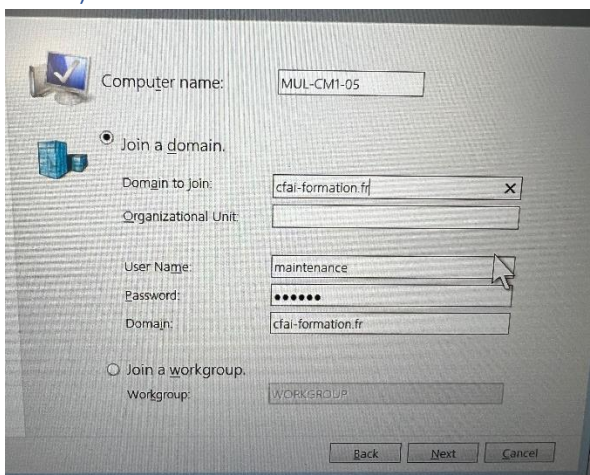 Computer name: MUL-CM1-05
Join a domain.
Domain to join: cfai-formation.fr
Organizational Unit:
User Name: maintenance
Password: ●●●●●●
Domain: cfai-formation.fr
Join a workgroup.
Workgroup: WORKGROUP
Back Next Cancel